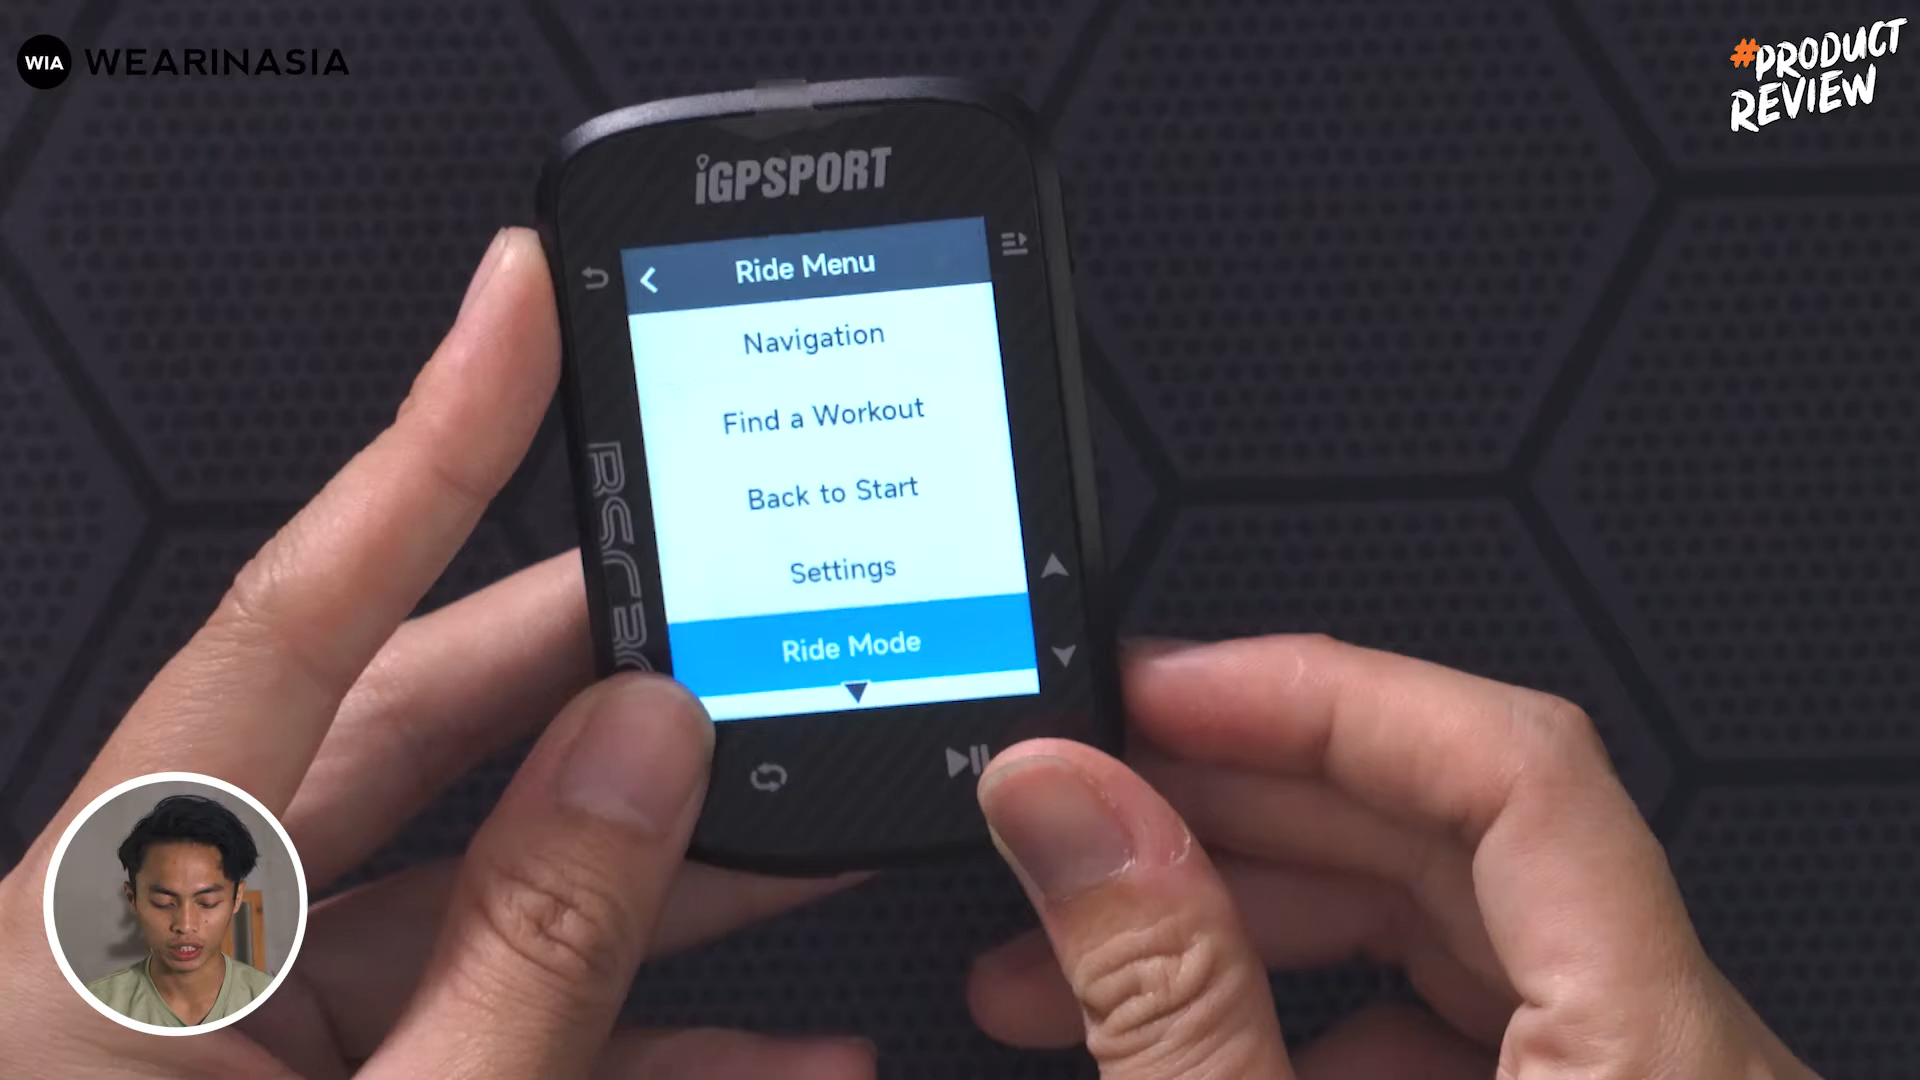 WIA WEARINASIA
#PRODUCT
REVIEW
iGPSPORT
Ride Menu
Navigation
Find a Workout
Back to Start
Settings
Ride Mode